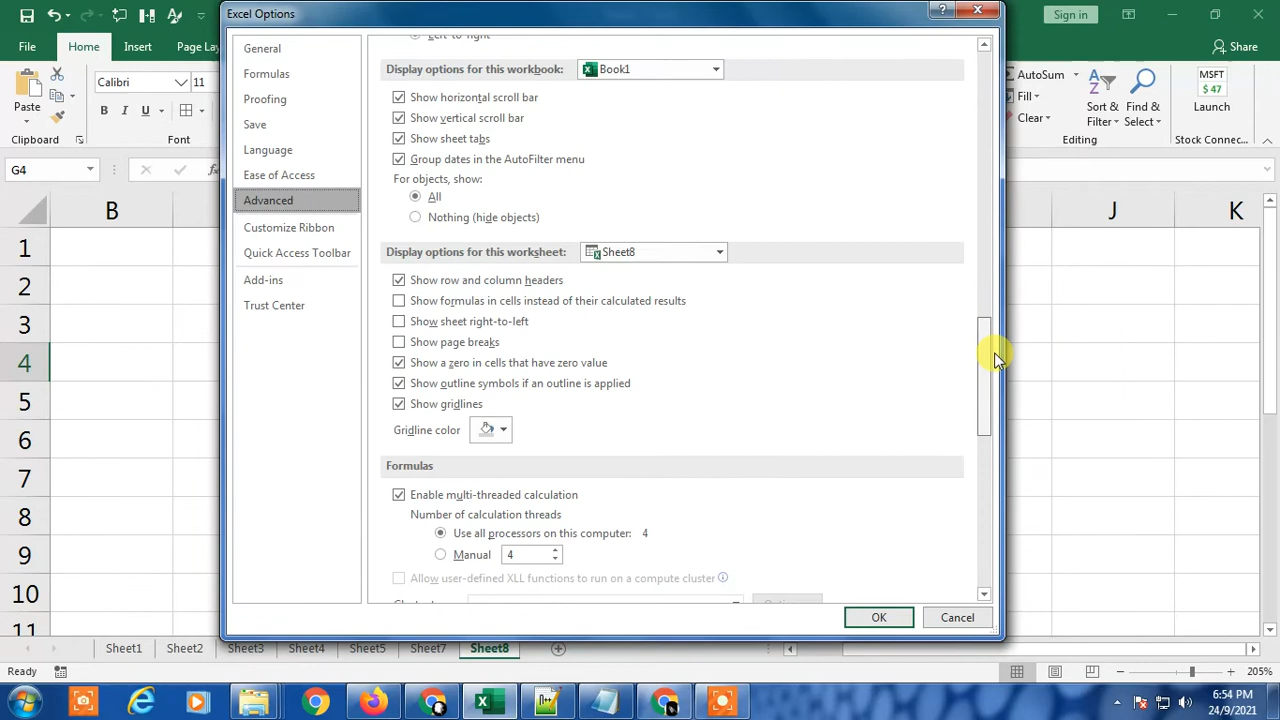 Excel Options
Sign in
File Home Insert Page Lay
Share
Paste
Calibri 11
B I U
Clipboard Font
AutoSum
Fill
Clear
Sort & Filter
Find & Select
Editing
MSFT
$ 47
Launch
Stock Connec...
G4
B J K
1
2
3
4
5
6
7
8
9
10
11
General
Formulas
Proofing
Save
Language
Ease of Access
Advanced
Customize Ribbon
Quick Access Toolbar
Add-ins
Trust Center
Left-to-right
Display options for this workbook: Book1
Show horizontal scroll bar
Show vertical scroll bar
Show sheet tabs
Group dates in the AutoFilter menu
For objects, show:
All
Nothing (hide objects)
Display options for this worksheet: Sheet8
Show row and column headers
Show formulas in cells instead of their calculated results
Show sheet right-to-left
Show page breaks
Show a zero in cells that have zero value
Show outline symbols if an outline is applied
Show gridlines
Gridline color
Formulas
Enable multi-threaded calculation
Number of calculation threads
Use all processors on this computer: 4
Manual 4
Allow user-defined XLL functions to run on a compute cluster
OK Cancel
Sheet1 Sheet2 Sheet3 Sheet4 Sheet5 Sheet7 Sheet8
Ready
205%
6:54 PM
24/9/2021